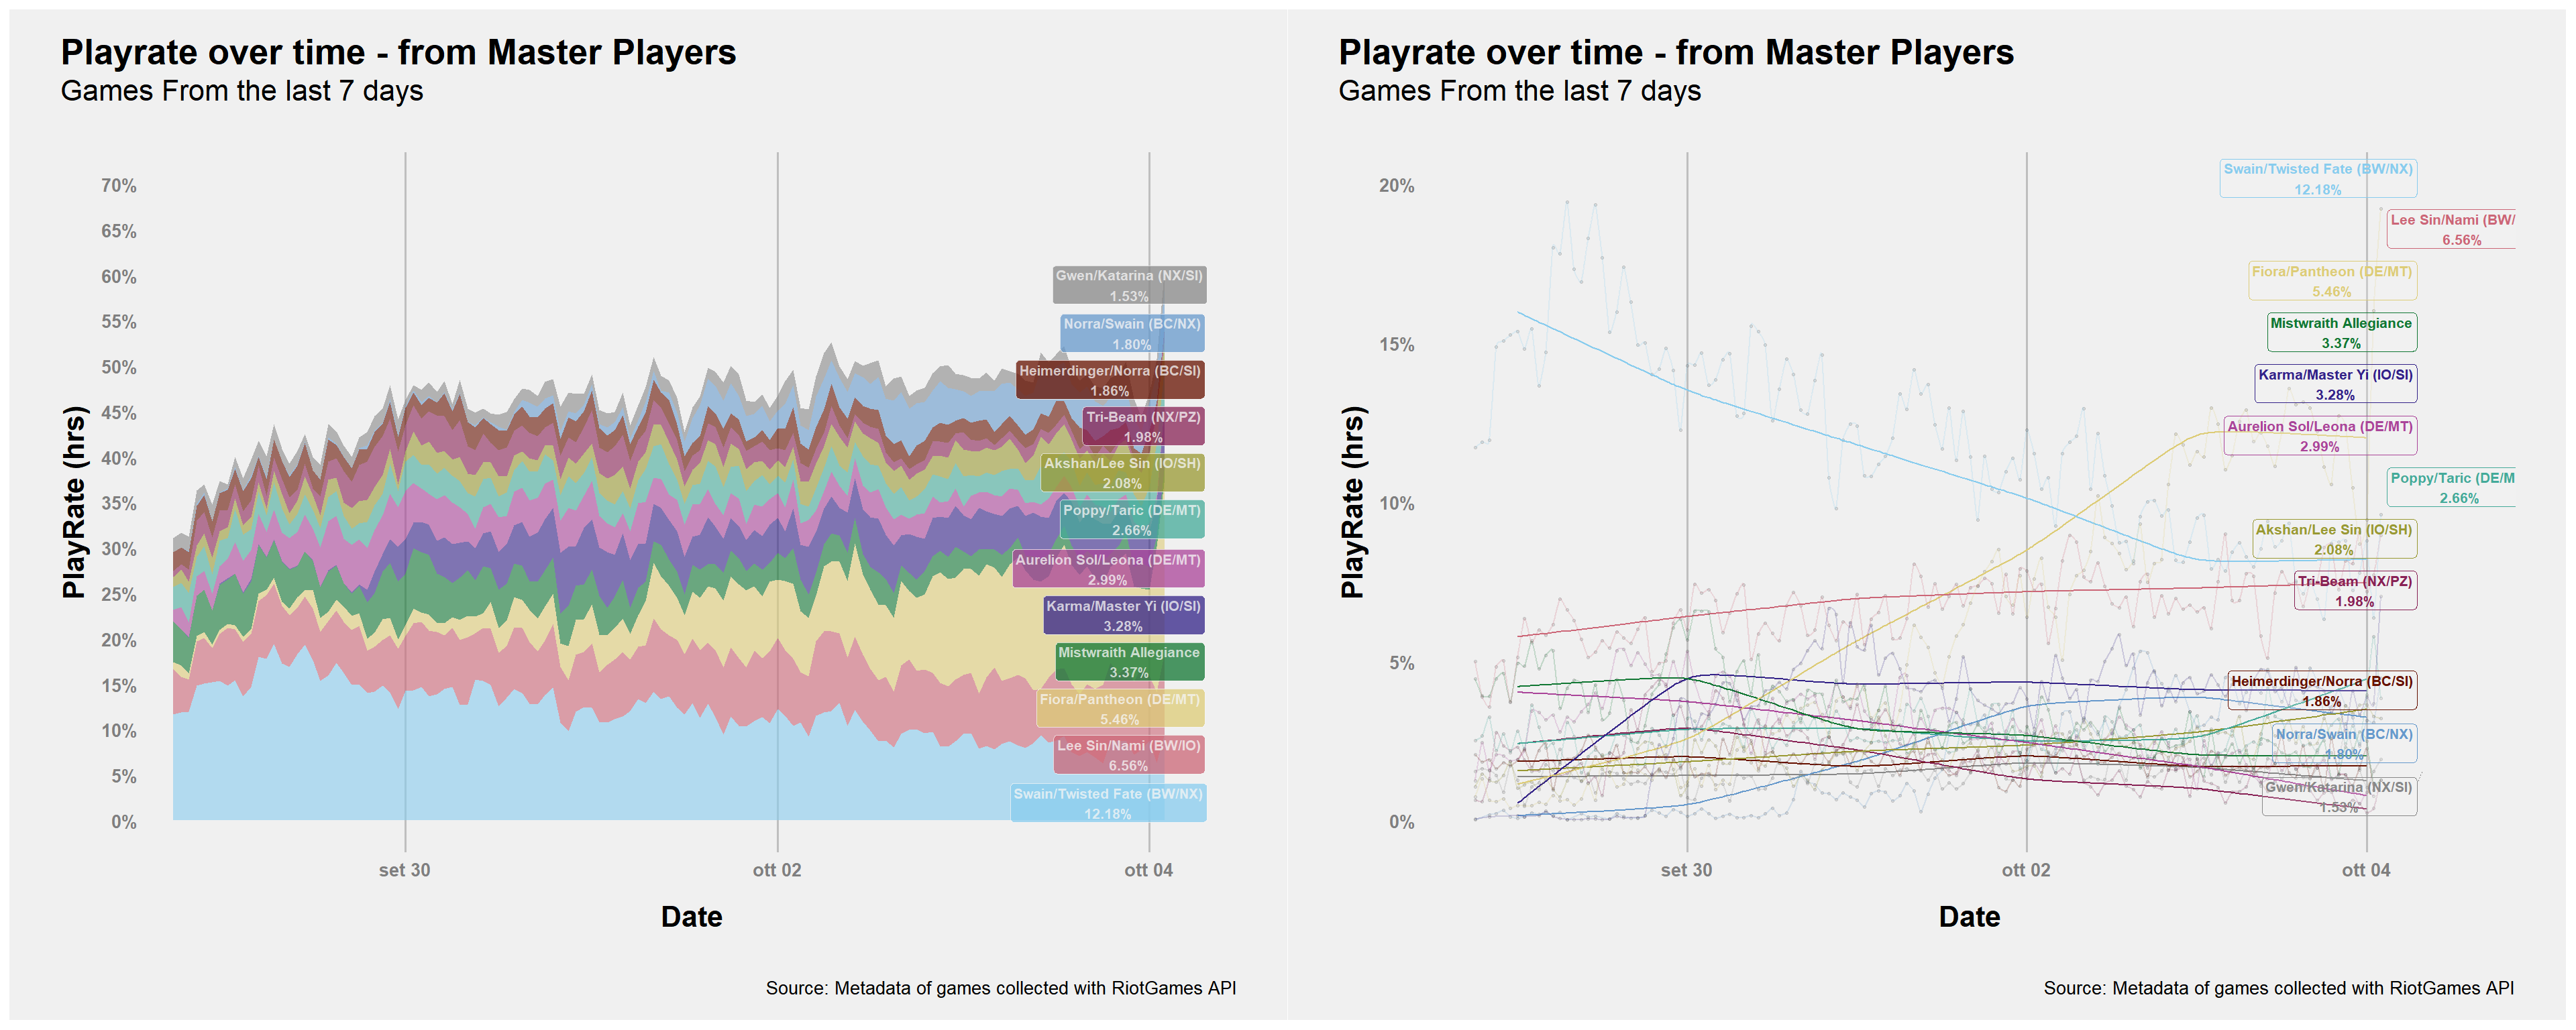 Playrate over time - from Master Players
Games From the last 7 days
PlayRate (hrs)
70%
65%
60%
55%
50%
45%
40%
35%
30%
25%
20%
15%
10%
5%
0%
Gwen/Katarina (NX/SI)
1.53%
Norra/Swain (BC/NX)
1.80%
Heimerdinger/Norra (BC/SI)
1.86%
Tri-Beam (NX/PZ)
1.98%
Akshan/Lee Sin (IO/SH)
2.08%
Poppy/Taric (DE/MT)
2.66%
Aurelion Sol/Leona (DE/MT)
2.99%
Karma/Master Yi (IO/SI)
3.28%
Mistwraith Allegiance
3.37%
Fiora/Pantheon (DE/MT)
5.46%
Lee Sin/Nami (BW/IO)
6.56%
Swain/Twisted Fate (BW/NX)
12.18%
set 30
ott 02
ott 04
Date
Source: Metadata of games collected with RiotGames API
Playrate over time - from Master Players
Games From the last 7 days
PlayRate (hrs)
20%
15%
10%
5%
0%
Swain/Twisted Fate (BW/NX)
12.18%
Lee Sin/Nami (BW/
6.56%
Fiora/Pantheon (DE/MT)
5.46%
Mistwraith Allegiance
3.37%
Karma/Master Yi (IO/SI)
3.28%
Aurelion Sol/Leona (DE/MT)
2.99%
Poppy/Taric (DE/M
2.66%
Akshan/Lee Sin (IO/SH)
2.08%
Tri-Beam (NX/PZ)
1.98%
Heimerdinger/Norra (BC/SI)
1.86%
Norra/Swain (BC/NX)
1.80%
Gwen/Katarina (NX/SI)
1.53%
set 30
ott 02
ott 04
Date
Source: Metadata of games collected with RiotGames API